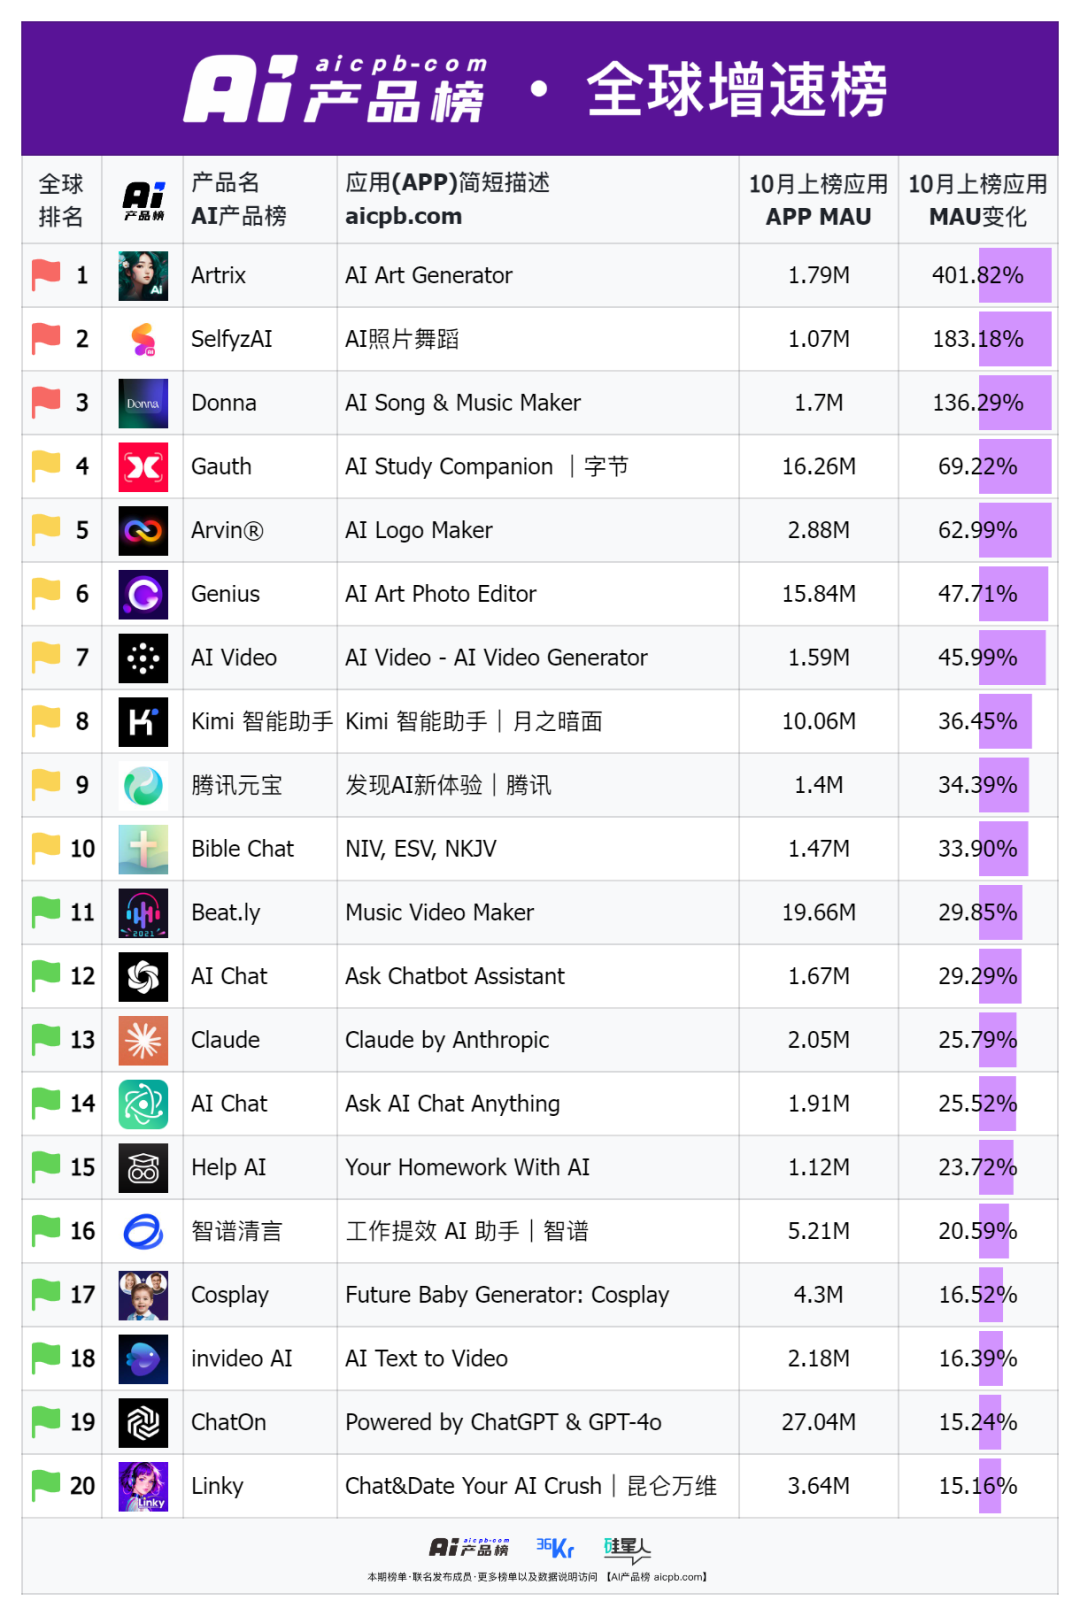 Ai 产品榜 aicpb-com · 全球增速榜
全球排名 Ai产品榜 产品名 AI产品榜 应用(APP)简短描述 aicpb.com 10月上榜应用 APP MAU 10月上榜应用 MAU变化
1 Ai Artrix AI Art Generator 1.79M 401.82%
2 SelfyzAI AI照片舞蹈 1.07M 183.18%
3 Donna Donna AI Song & Music Maker 1.7M 136.29%
4 Gauth AI Study Companion ｜字节 16.26M 69.22%
5 Arvin® AI Logo Maker 2.88M 62.99%
6 Genius AI Art Photo Editor 15.84M 47.71%
7 AI Video AI Video - AI Video Generator 1.59M 45.99%
8 K Kimi 智能助手 Kimi 智能助手｜月之暗面 10.06M 36.45%
9 腾讯元宝 发现AI新体验｜腾讯 1.4M 34.39%
10 Bible Chat NIV, ESV, NKJV 1.47M 33.90%
11 2021 Beat.ly Music Video Maker 19.66M 29.85%
12 AI Chat Ask Chatbot Assistant 1.67M 29.29%
13 Claude Claude by Anthropic 2.05M 25.79%
14 AI Chat Ask AI Chat Anything 1.91M 25.52%
15 Help AI Your Homework With AI 1.12M 23.72%
16 智谱清言 工作提效 AI 助手｜智谱 5.21M 20.59%
17 Cosplay Future Baby Generator: Cosplay 4.3M 16.52%
18 invideo AI AI Text to Video 2.18M 16.39%
19 ChatOn Powered by ChatGPT & GPT-4o 27.04M 15.24%
20 Linky Linky Chat&Date Your AI Crush｜昆仑万维 3.64M 15.16%
Ai产品榜 aicpb-com 36Kr 硅星人
本期榜单·联名发布成员·更多榜单以及数据说明访问 【AI产品榜 aicpb.com】